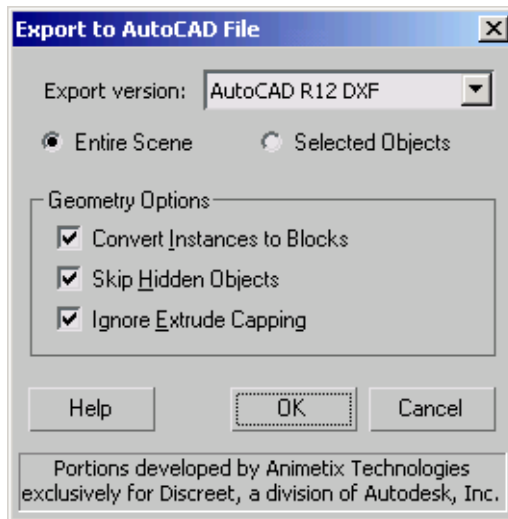 Export to AutoCAD File
Export version: AutoCAD R12 DXF
Entire Scene Selected Objects
Geometry Options
Convert Instances to Blocks
Skip Hidden Objects
Ignore Extrude Capping
Help OK Cancel
Portions developed by Animetix Technologies
exclusively for Discreet, a division of Autodesk, Inc.